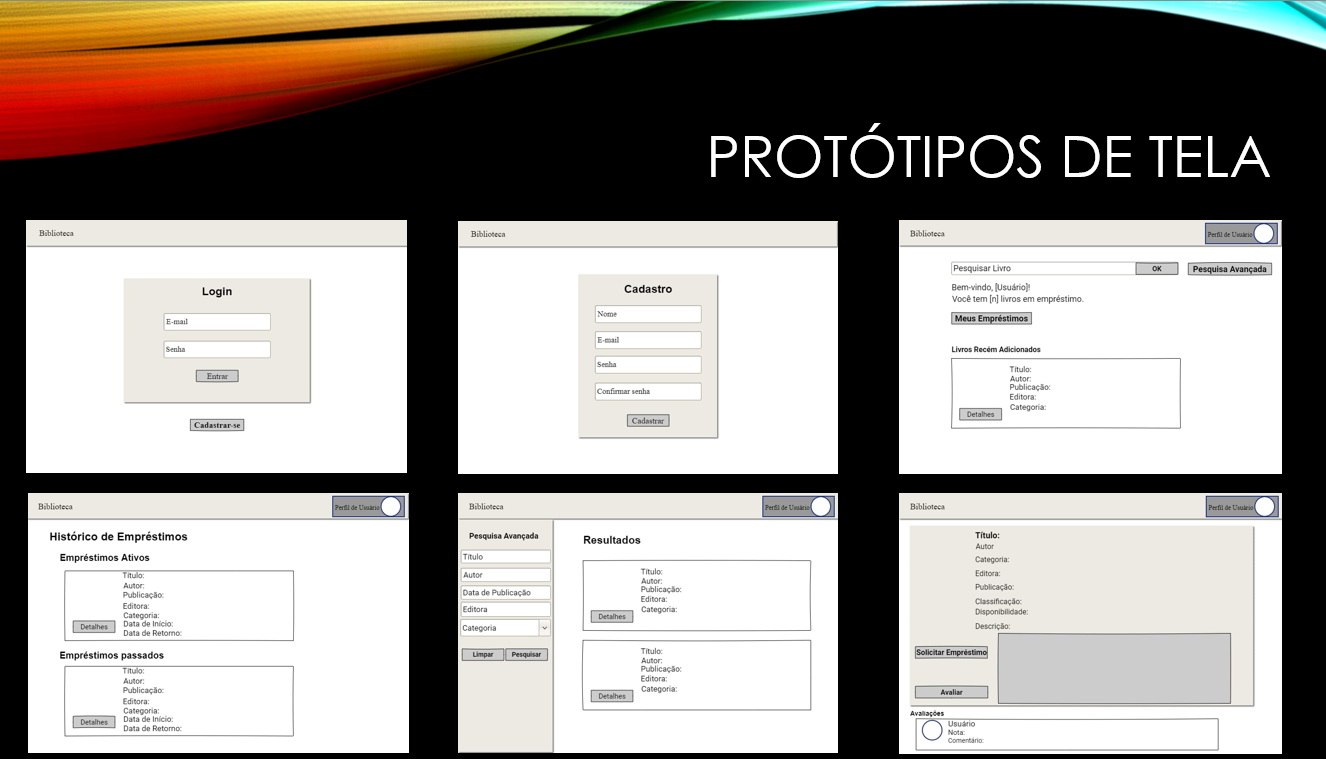 PROTÓTIPOS DE TELA
Biblioteca
Login
E-mail
Senha
Entrar
Cadastrar-se
Biblioteca
Cadastro
Nome
E-mail
Senha
Confirmar senha
Cadastrar
Biblioteca
Perfil de Usuário
Pesquisar Livro
OK
Pesquisa Avançada
Bem-vindo, [Usuário]!
Você tem [n] livros em empréstimo.
Meus Empréstimos
Livros Recém Adicionados
Título:
Autor:
Publicação:
Editora:
Categoria:
Detalhes
Biblioteca
Perfil de Usuário
Histórico de Empréstimos
Empréstimos Ativos
Título:
Autor:
Publicação:
Editora:
Categoria:
Data de Início:
Data de Retorno:
Detalhes
Empréstimos passados
Título:
Autor:
Publicação:
Editora:
Categoria:
Data de Início:
Data de Retorno:
Detalhes
Biblioteca
Perfil de Usuário
Pesquisa Avançada
Título
Autor
Data de Publicação
Editora
Categoria
Limpar
Pesquisar
Resultados
Título:
Autor:
Publicação:
Editora:
Categoria:
Detalhes
Título:
Autor:
Publicação:
Editora:
Categoria:
Detalhes
Biblioteca
Perfil de Usuário
Título:
Autor
Categoria:
Editora:
Publicação:
Classificação:
Disponibilidade:
Descrição:
Solicitar Empréstimo
Avaliar
Avaliações
Usuário
Nota:
Comentário: